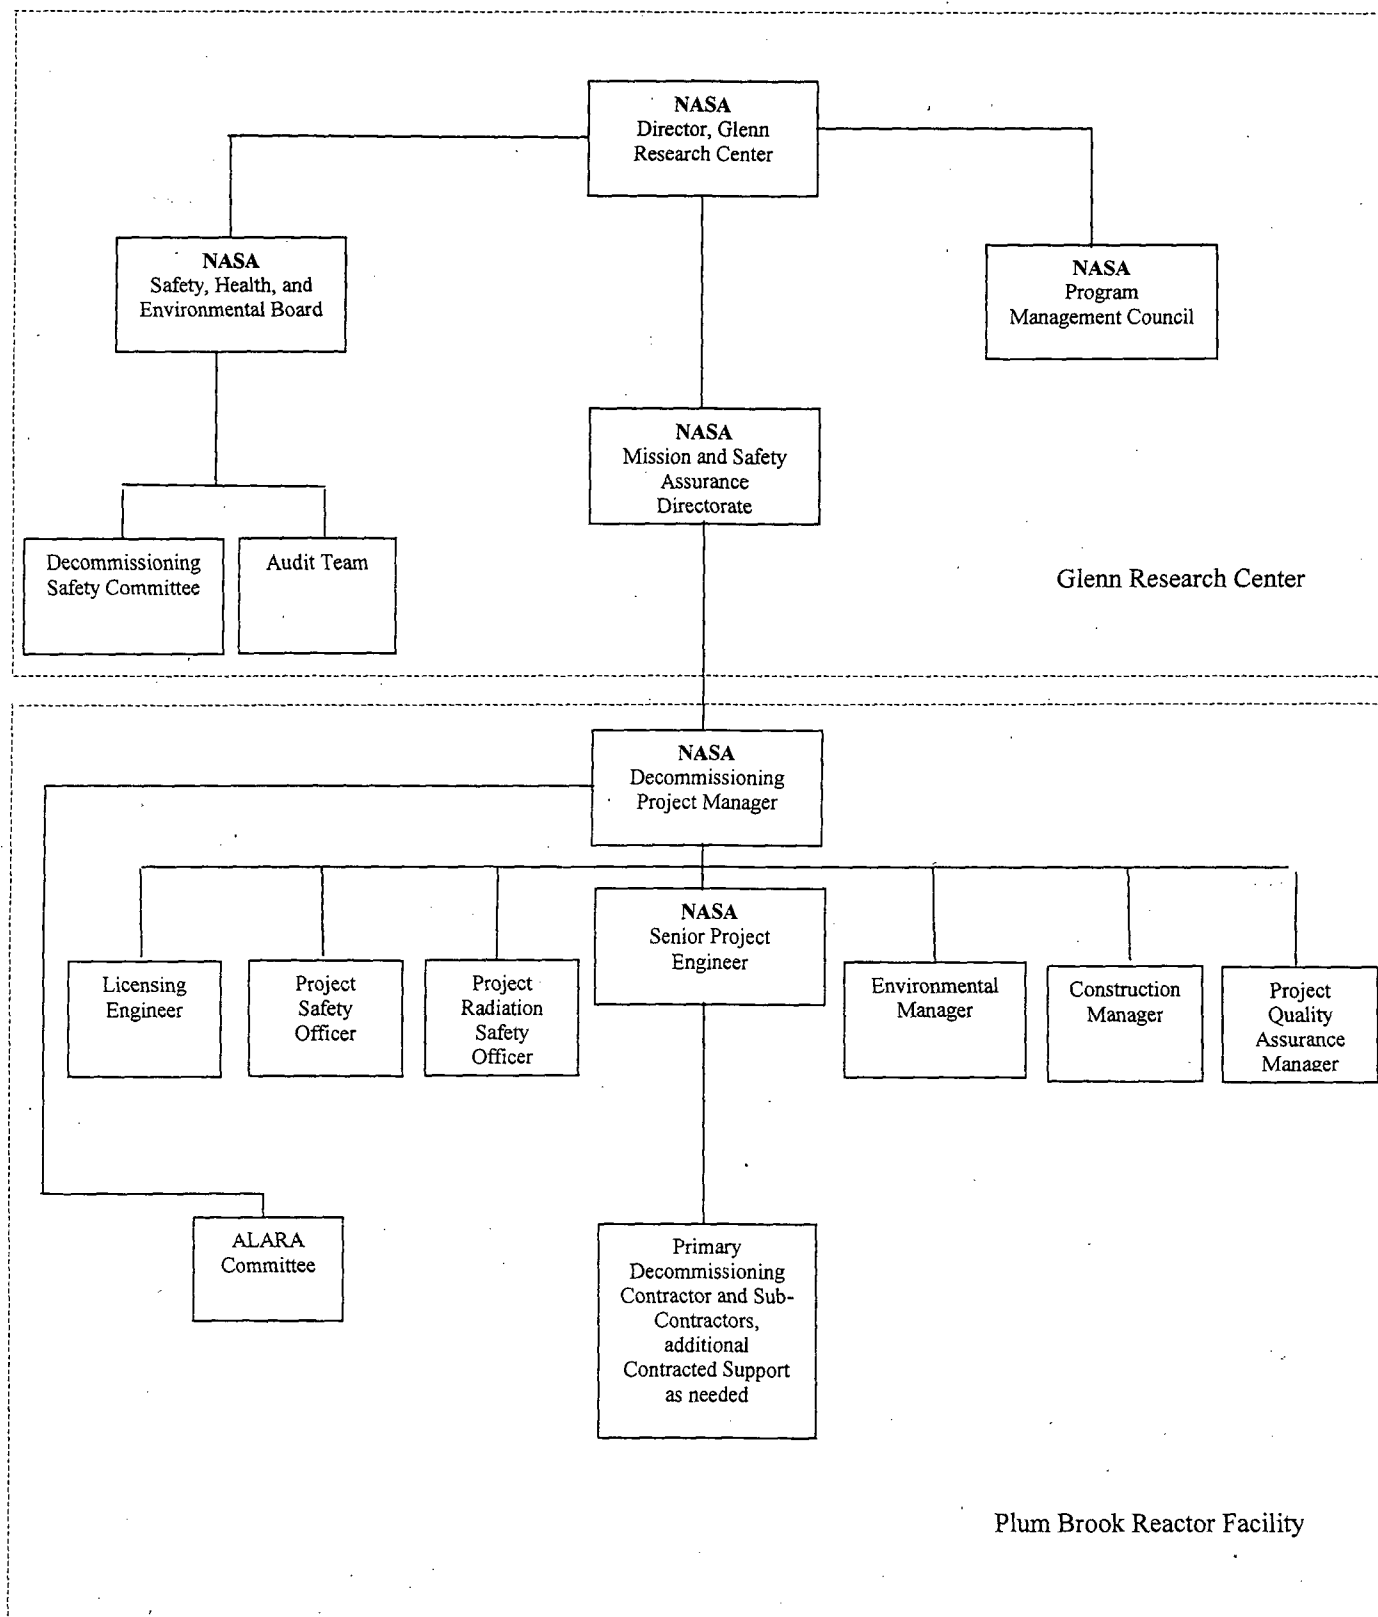 NASA
Director, Glenn
Research Center
NASA
Safety, Health, and
Environmental Board
NASA
Program
Management Council
NASA
Mission and Safety
Assurance
Directorate
Decommissioning
Safety Committee
Audit Team
Glenn Research Center
NASA
Decommissioning
Project Manager
NASA
Senior Project
Engineer
Licensing
Engineer
Project
Safety
Officer
Project
Radiation
Safety
Officer
Environmental
Manager
Construction
Manager
Project
Quality
Assurance
Manager
ALARA
Committee
Primary
Decommissioning
Contractor and Sub-
Contractors,
additional
Contracted Support
as needed
Plum Brook Reactor Facility